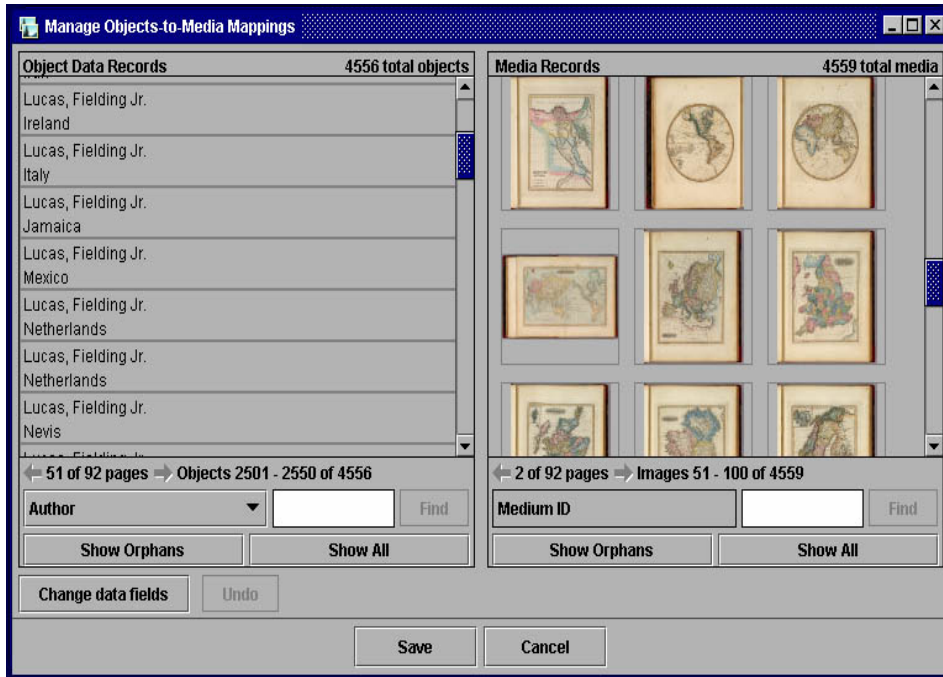 Manage Objects-to-Media Mappings
Object Data Records 4556 total objects
Lucas, Fielding Jr.
Ireland
Lucas, Fielding Jr.
Italy
Lucas, Fielding Jr.
Jamaica
Lucas, Fielding Jr.
Mexico
Lucas, Fielding Jr.
Netherlands
Lucas, Fielding Jr.
Netherlands
Lucas, Fielding Jr.
Nevis
51 of 92 pages Objects 2501 - 2550 of 4556
Author Find
Show Orphans Show All
Media Records 4559 total media
2 of 92 pages Images 51 - 100 of 4559
Medium ID Find
Show Orphans Show All
Change data fields Undo
Save Cancel